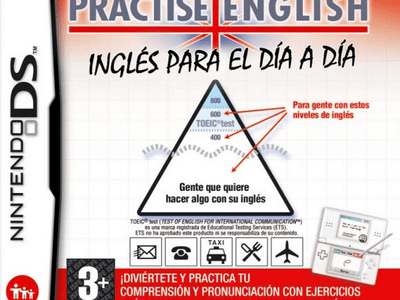 PRACTISE ENGLISH
INGLÉS PARA EL DÍA A DÍA
NINTENDO DS™
800
600
TOEIC® test
400
Para gente con estos
niveles de inglés
Gente que quiere
hacer algo con su inglés
TOEIC® test (TEST OF ENGLISH FOR INTERNATIONAL COMMUNICATION™)
es una marca registrada de Educational Testing Services (ETS).
ETS no ha aprobado este producto ni se responsabiliza de su contenido.
TAXI
3+
¡DIVIÉRTETE Y PRACTICA TU
COMPRENSIÓN Y PRONUNCIACIÓN CON EJERCICIOS